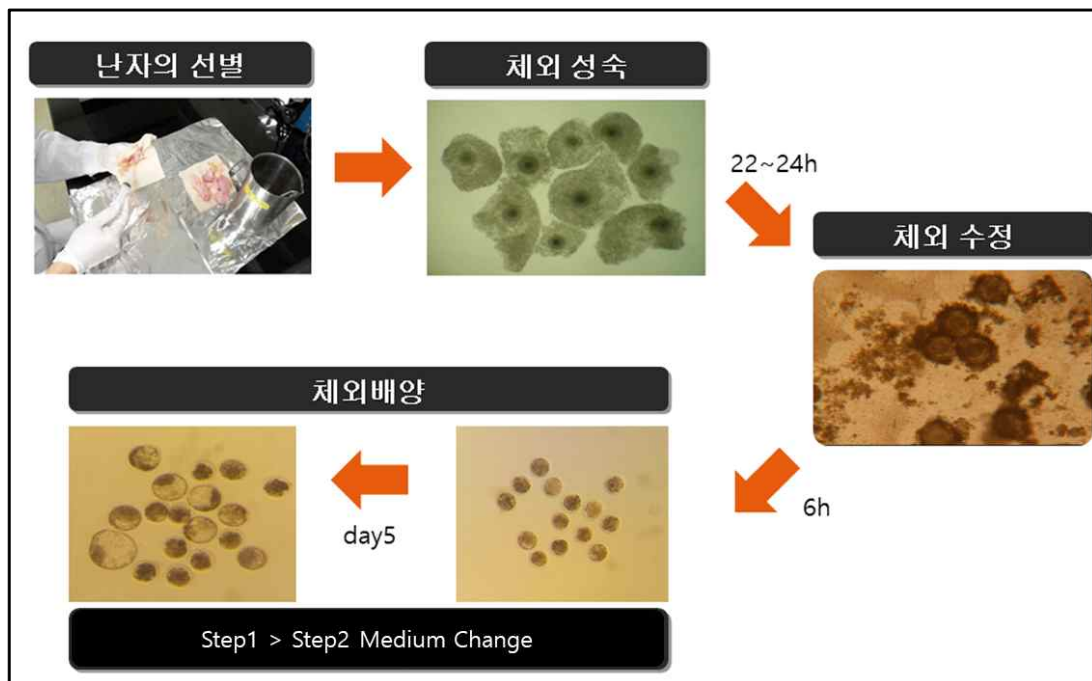 난자의 선별
체외 성숙
22~24h
체외 수정
6h
체외배양
day5
Step1 > Step2 Medium Change